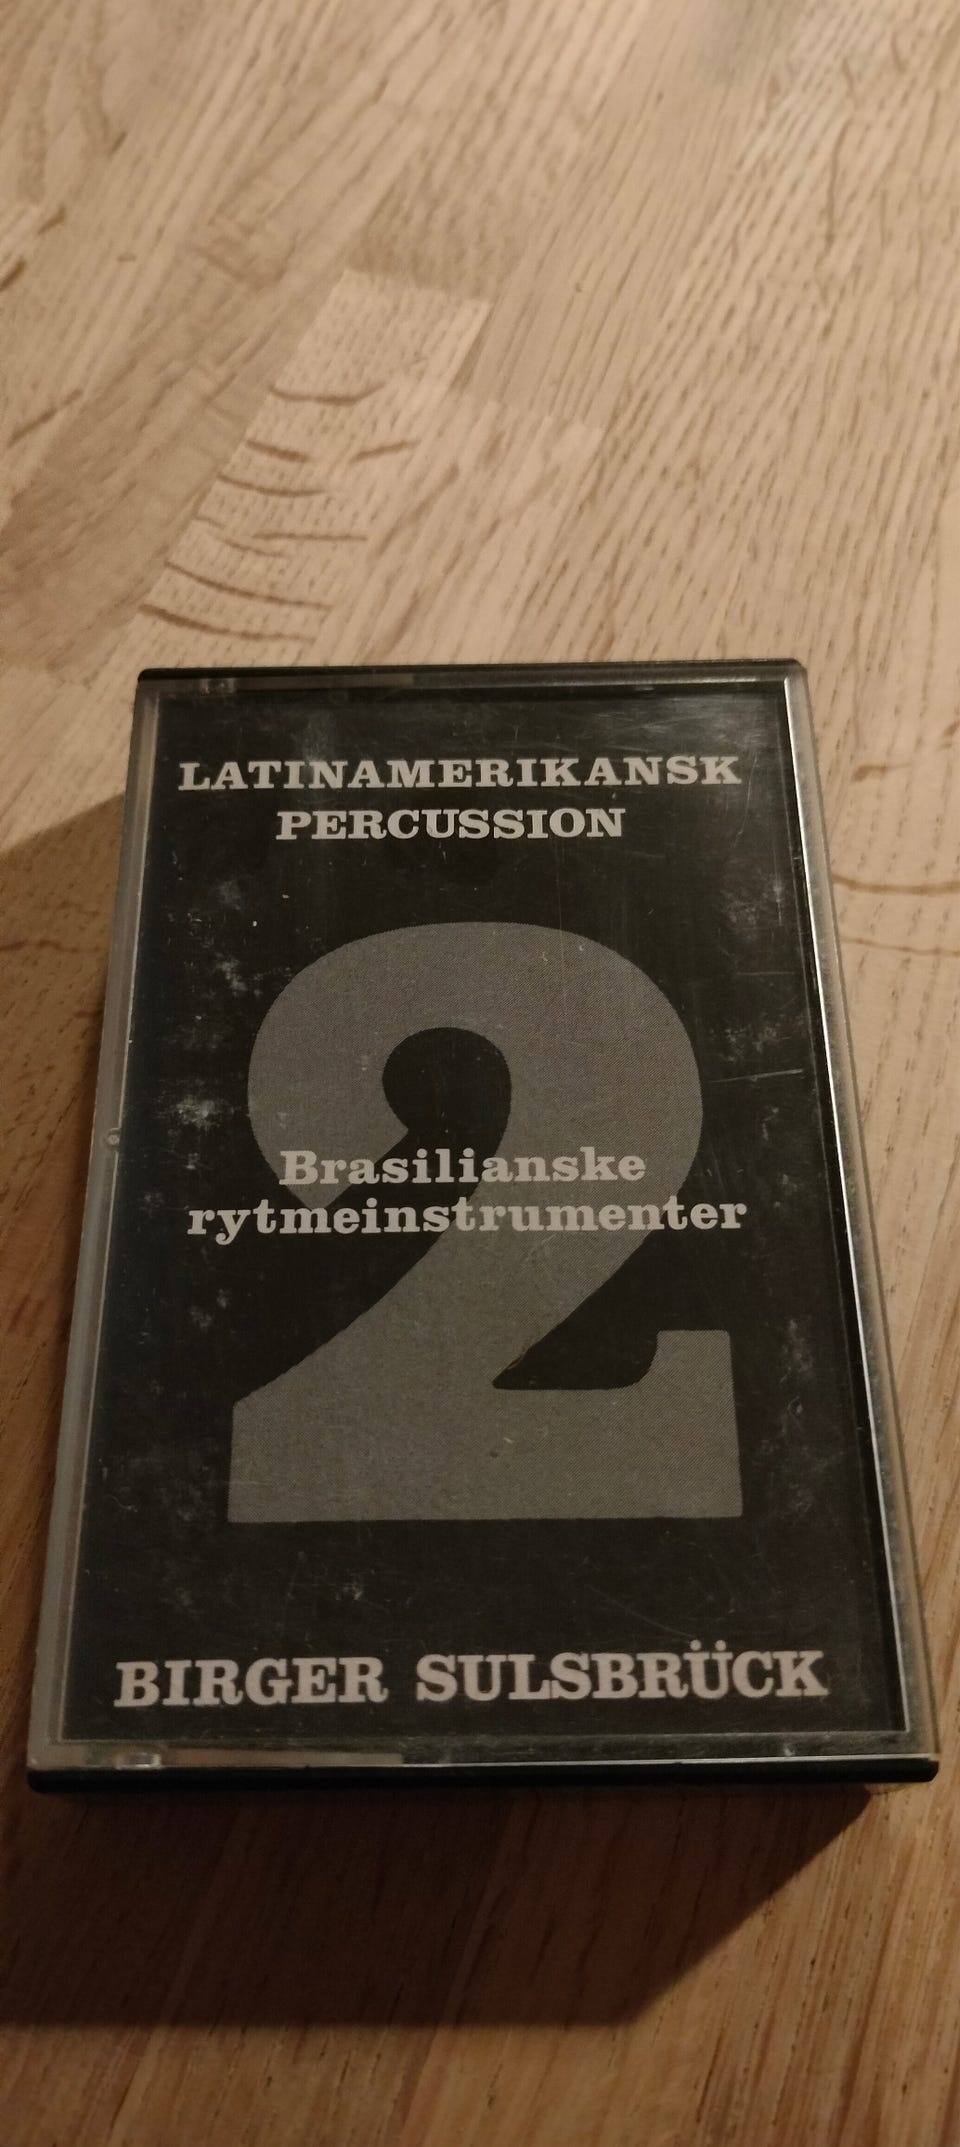 LATINAMERIKANSK
PERCUSSION
2
Brasilianske
rytmeinstrumenter
BIRGER SULSBRÜCK